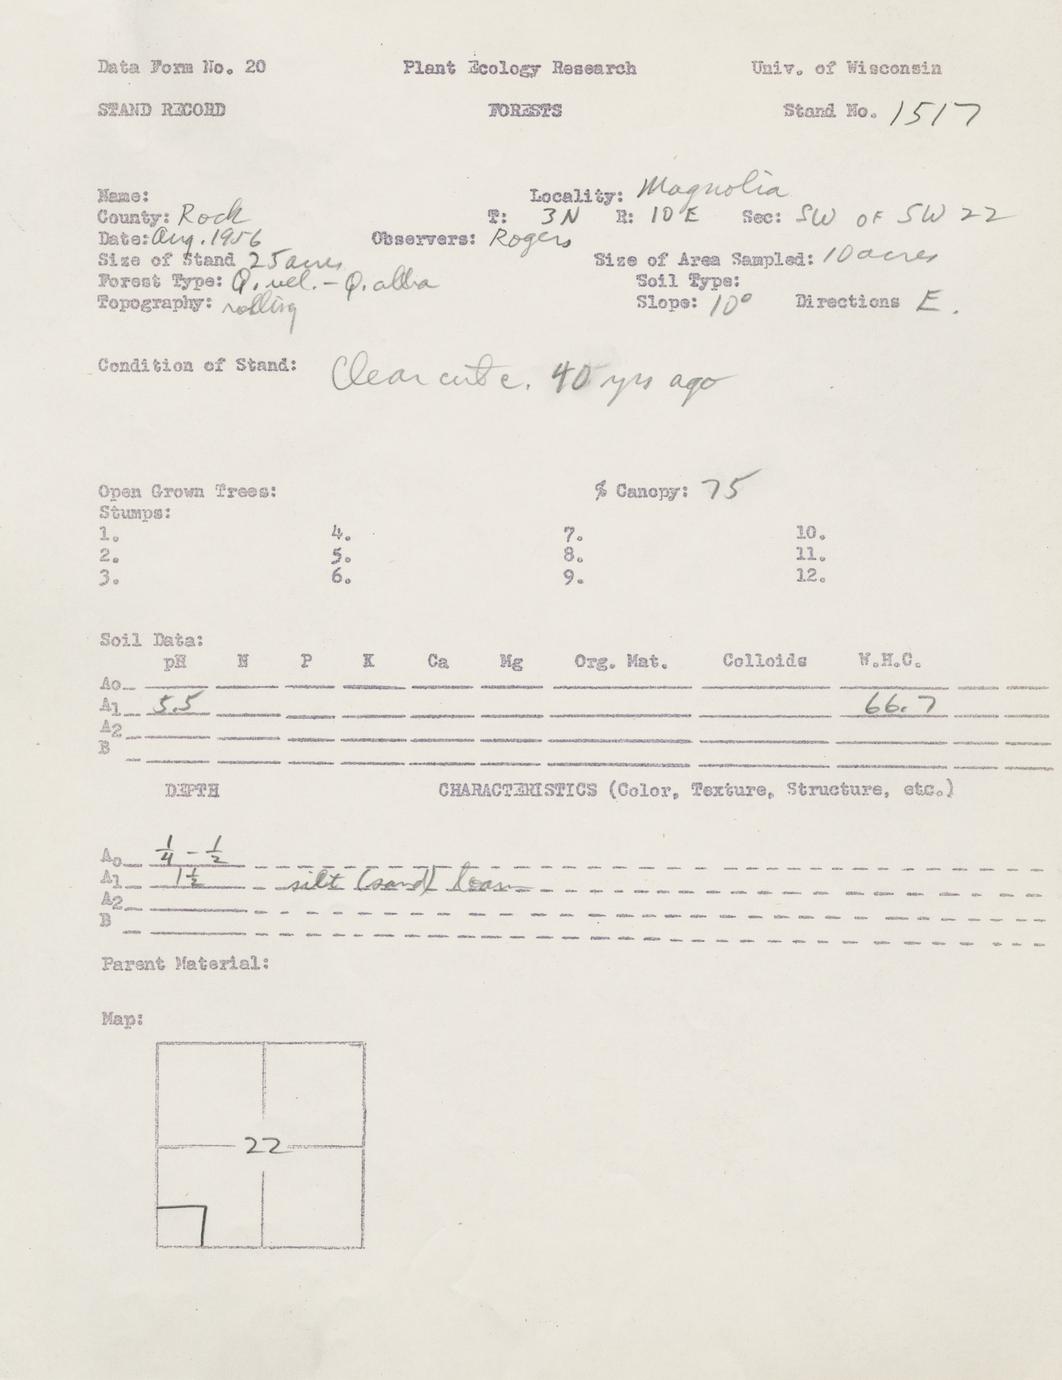 Data Form No. 20 Plant Ecology Research Univ. of Wisconsin
STAND RECORD FORESTS Stand No. 1517
Name: Locality: Magnolia
County: Rock T: 3N R: 10 E Sec: SW OF SW 22
Date: Aug. 1956 Observers: Rogers
Size of Stand 25 acres Size of Area Sampled: 10 acres
Forest Type: Q. vel. - Q. alba Soil Type:
Topography: rolling Slope: 10° Directions E.
Condition of Stand: Clear cut c. 40 yrs ago
Open Grown Trees: % Canopy: 75
Stumps:
1. 4. 7. 10.
2. 5. 8. 11.
3. 6. 9. 12.
Soil Data:
pH N P K Ca Mg Org. Mat. Colloids W.H.C.
Ao
A1 5.5 66.7
A2
B
DEPTH CHARACTERISTICS (Color, Texture, Structure, etc.)
Ao 1/4 - 1/2
A1 1 1/2 silt (sand) loam
A2
B
Parent Material:
Map:
22